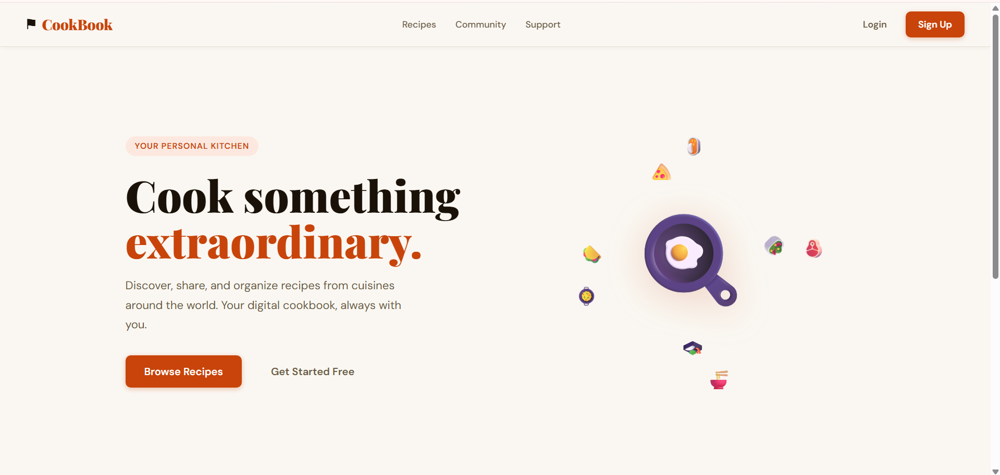 CookBook
Recipes
Community
Support
Login
Sign Up
YOUR PERSONAL KITCHEN
Cook something
extraordinary.
Discover, share, and organize recipes from cuisines
around the world. Your digital cookbook, always with
you.
Browse Recipes
Get Started Free